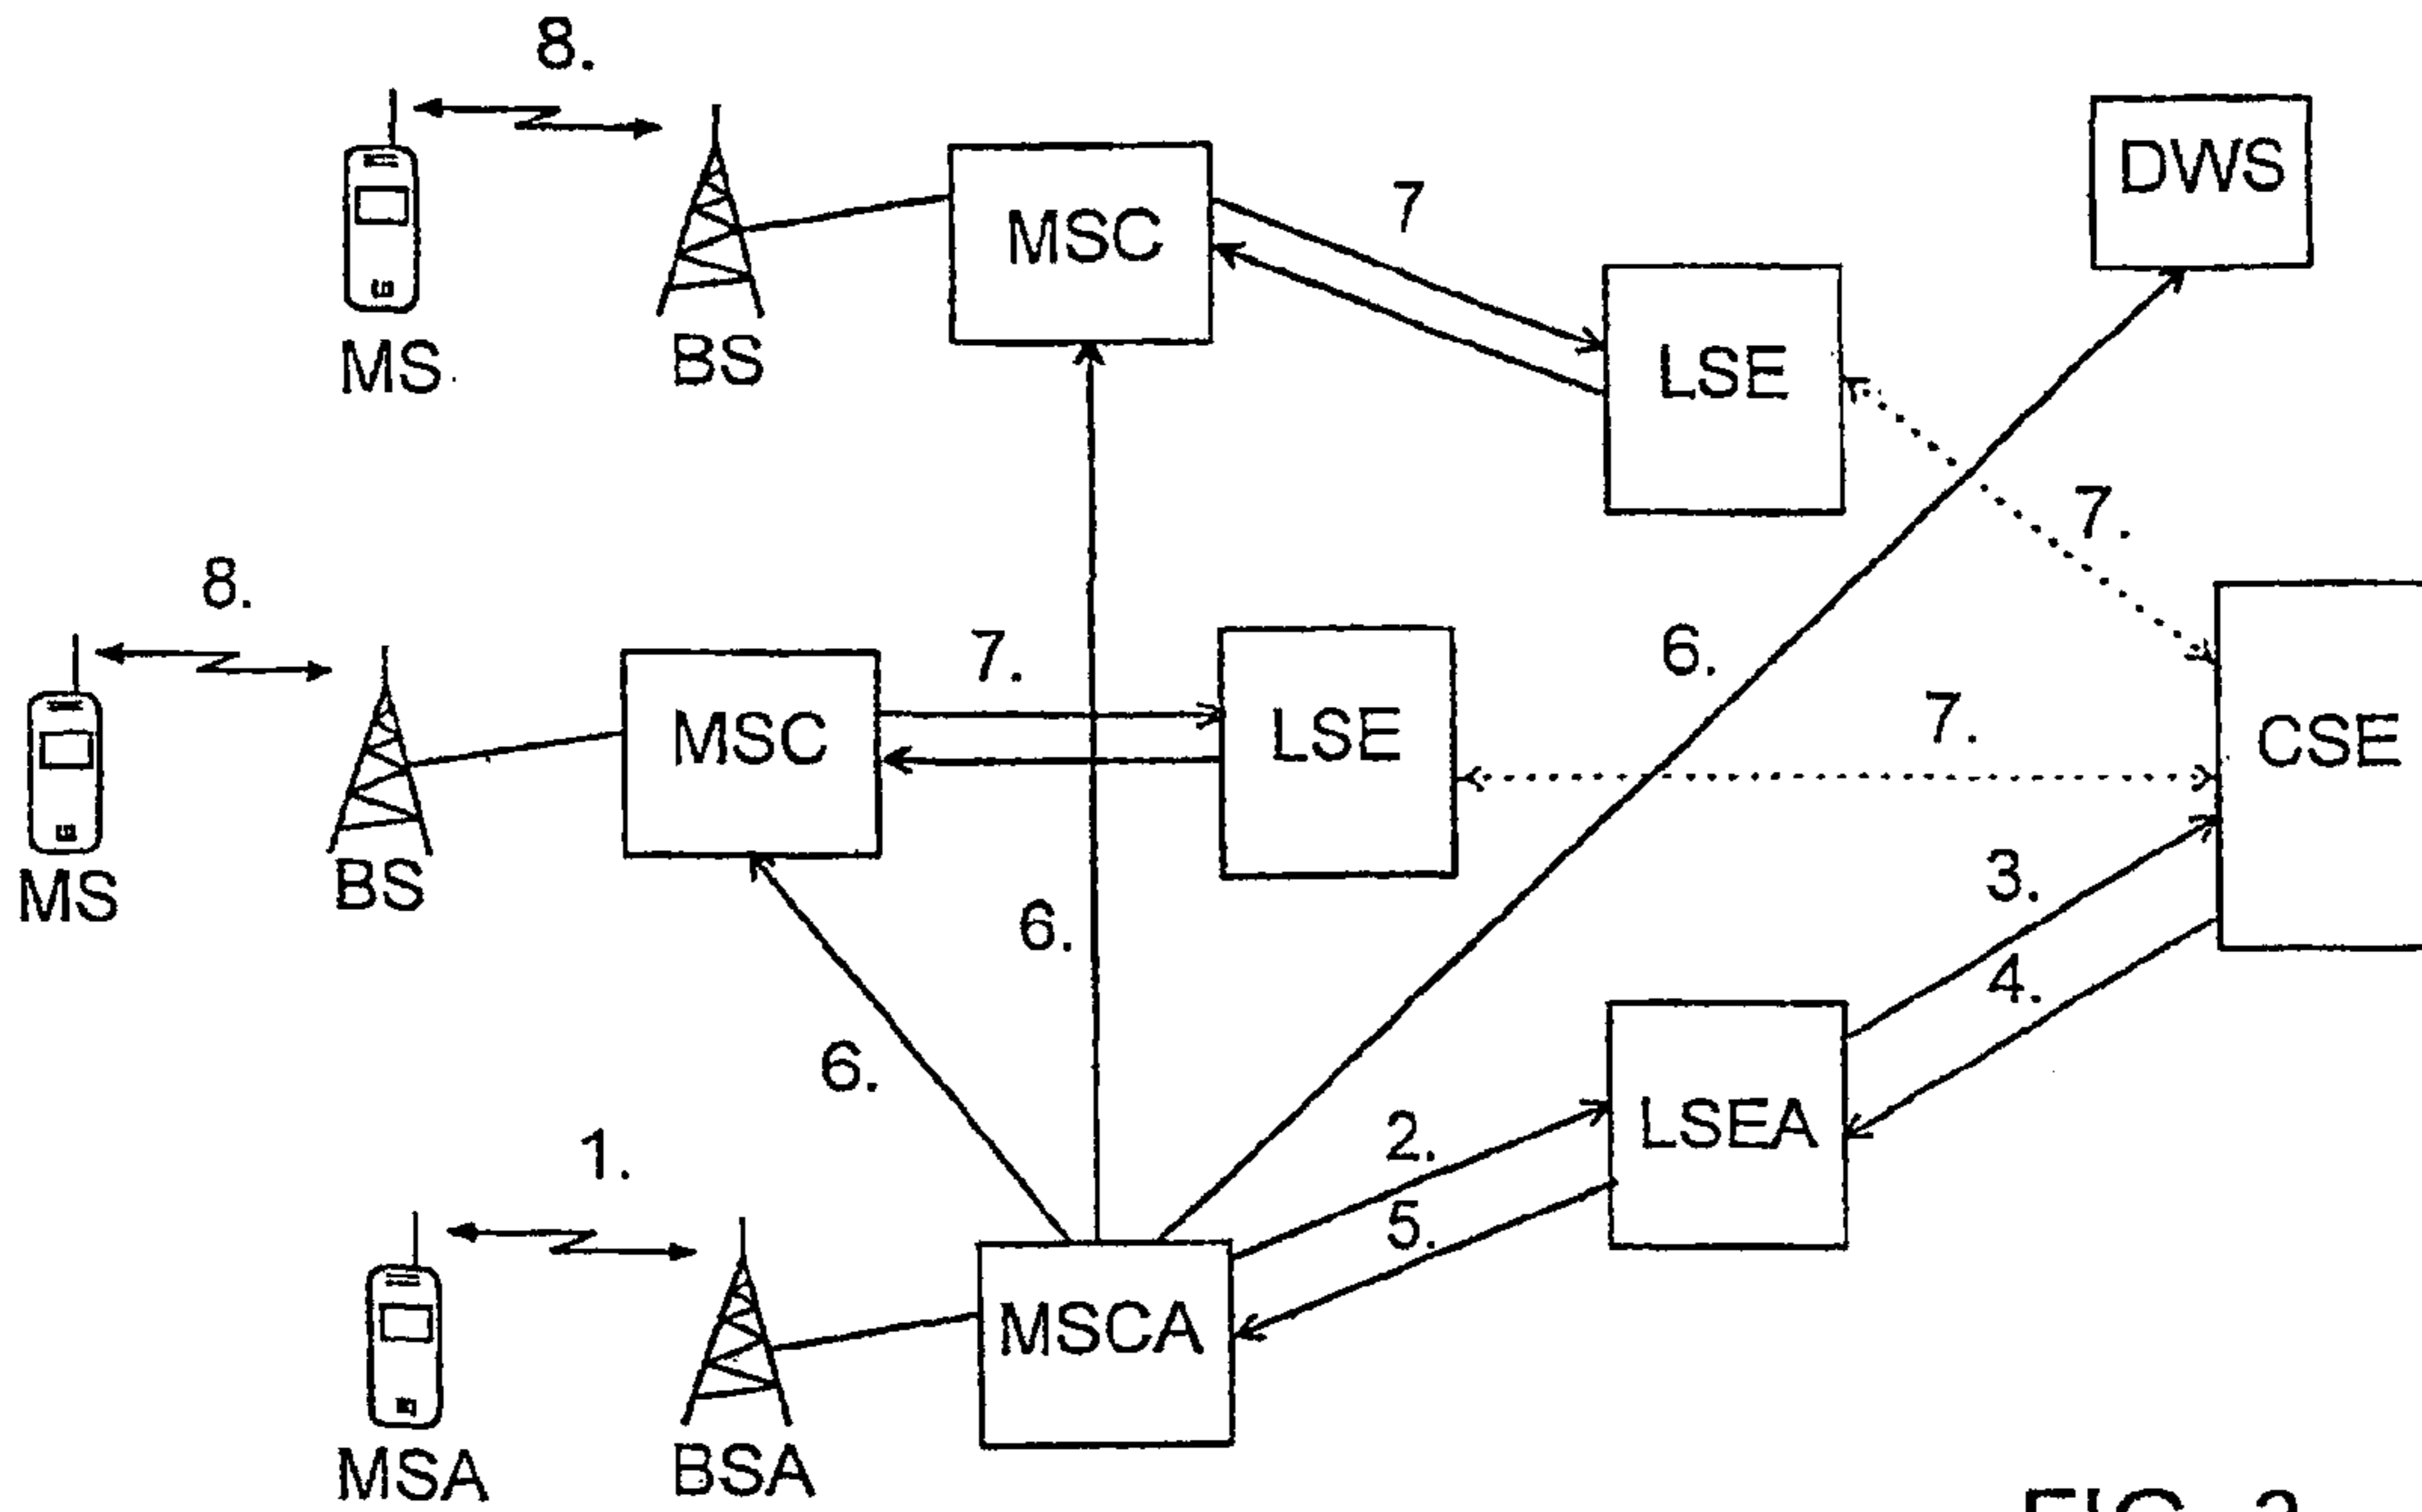 8.
DWS
7
MSC
LSE
MS
BS
7.
8.
6.
7.
7.
MSC
LSE
CSE
3.
MS
BS
6.
4.
6.
2.
LSEA
1.
5.
MSCA
MSA
BSA